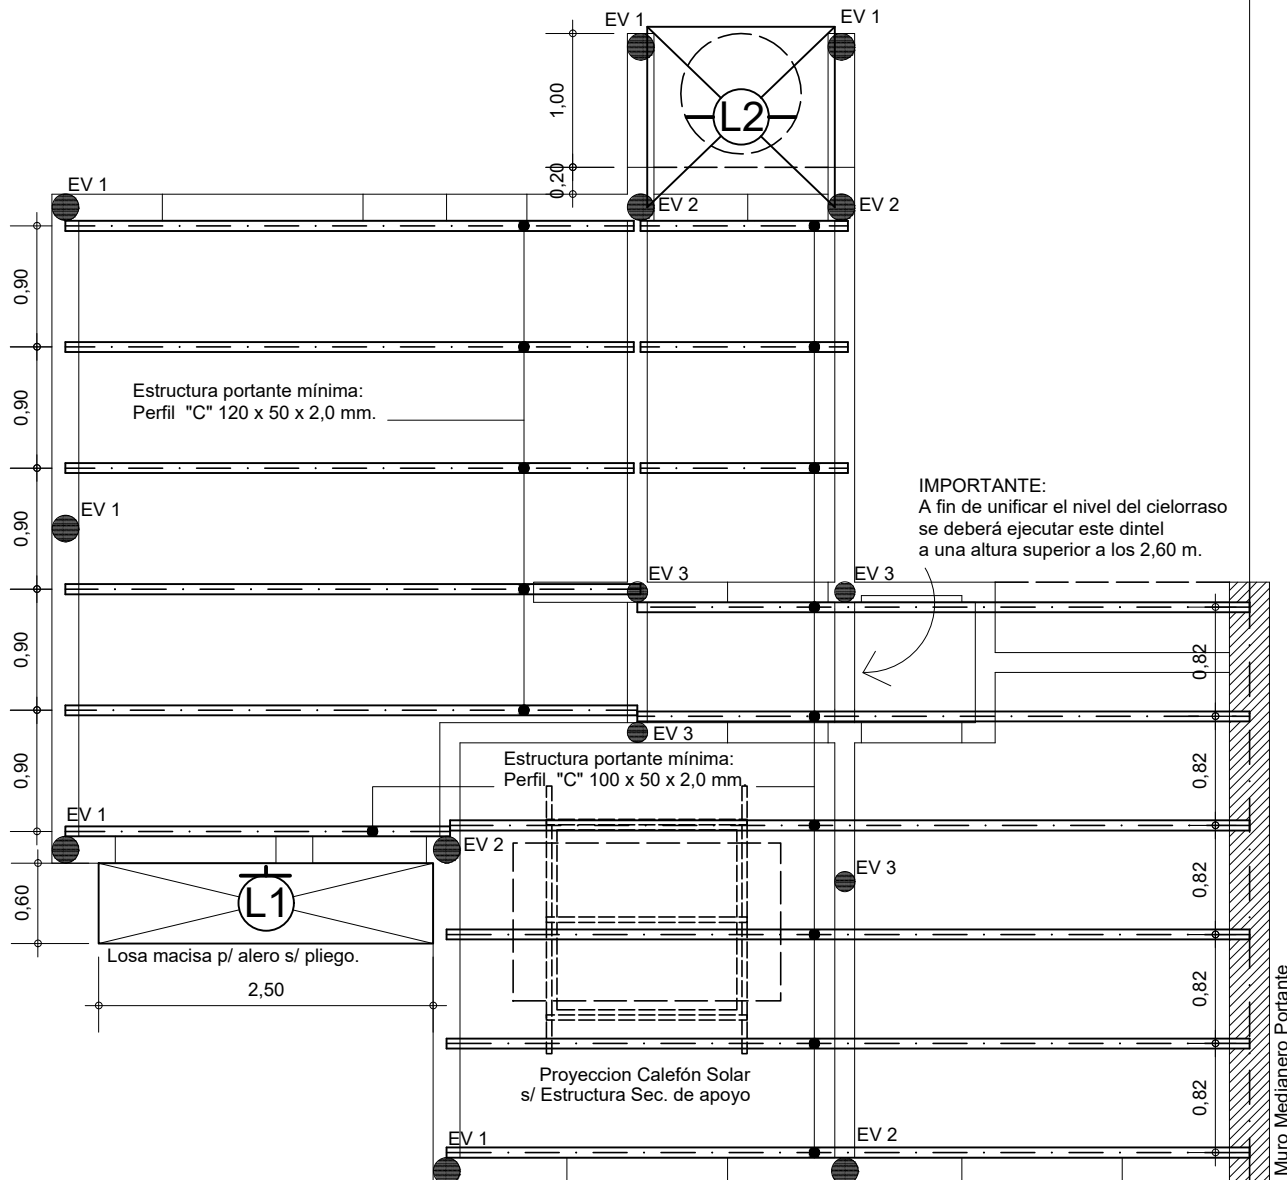 EV 1
EV 1
1,00
L2
0,20
EV 1
EV 2
EV 2
0,90
Estructura portante mínima:
Perfil "C" 120 x 50 x 2,0 mm.
0,90
IMPORTANTE:
A fin de unificar el nivel del cielorraso
se deberá ejecutar este dintel
a una altura superior a los 2,60 m.
EV 1
0,90
EV 3
EV 3
0,90
0,82
EV 3
Estructura portante mínima:
Perfil "C" 100 x 50 x 2,0 mm.
0,90
0,82
EV 1
EV 2
EV 3
0,82
0,60
L1
Losa macisa p/ alero s/ pliego.
2,50
0,82
Proyeccion Calefón Solar
s/ Estructura Sec. de apoyo
0,82
EV 1
EV 2
Muro Medianero Portante